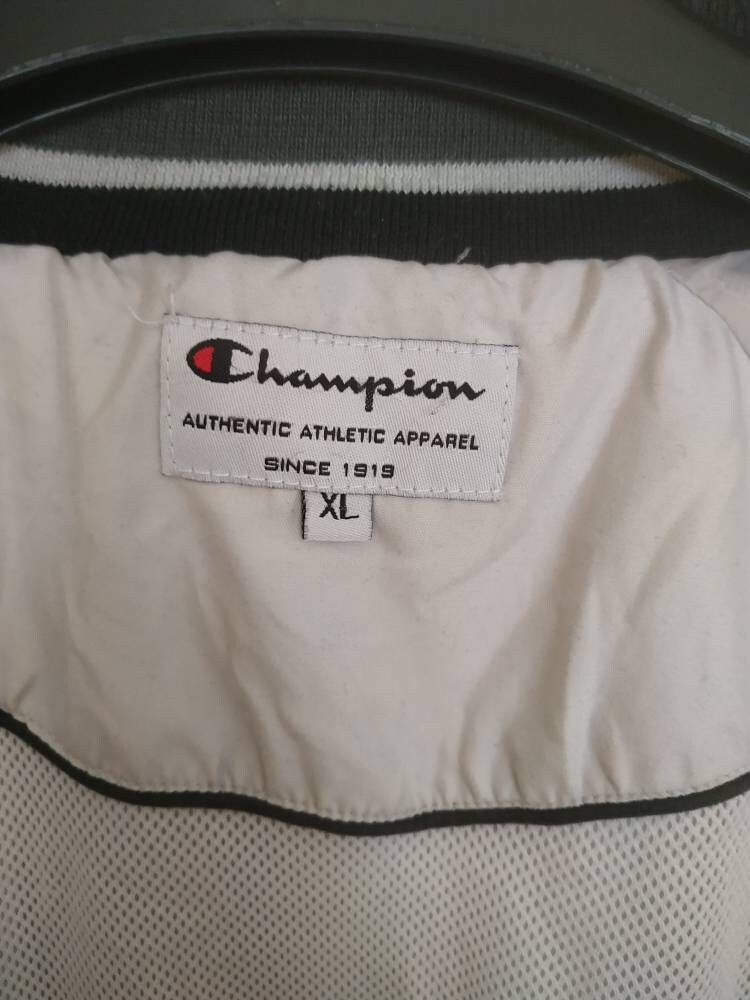 Champion
AUTHENTIC ATHLETIC APPAREL
SINCE 1919
XL